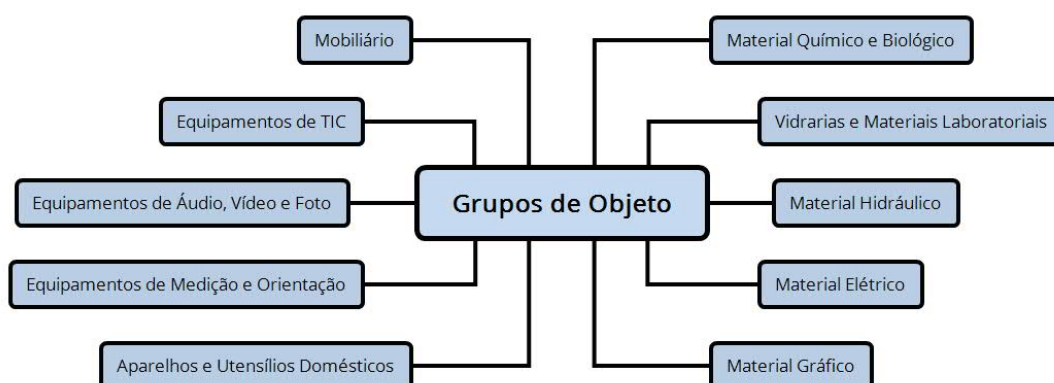 Mobiliário
Material Químico e Biológico
Equipamentos de TIC
Vidrarias e Materiais Laboratoriais
Equipamentos de Áudio, Vídeo e Foto
Grupos de Objeto
Material Hidráulico
Equipamentos de Medição e Orientação
Material Elétrico
Aparelhos e Utensílios Domésticos
Material Gráfico